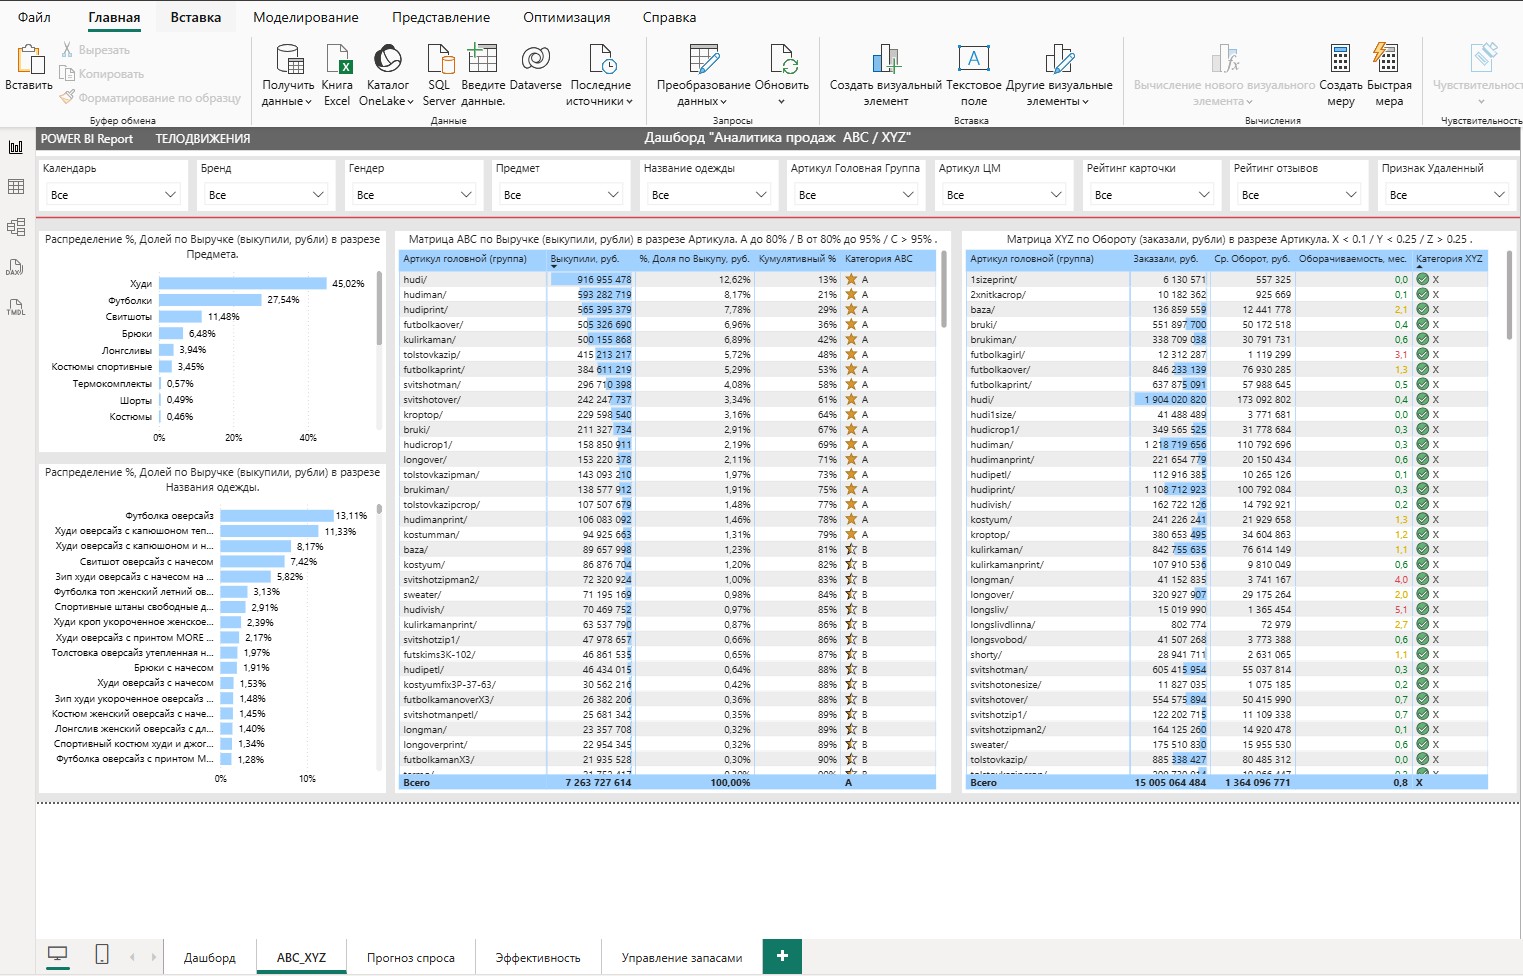 Файл Главная Вставка Моделирование Представление Оптимизация Справка
Вставить
Вырезать
Копировать
Форматирование по образцу
Буфер обмена
Получить данные
Книга Excel
Каталог OneLake
SQL Server
Введите данные.
Dataverse
Последние источники
Данные
Преобразование данных
Обновить
Запросы
Создать визуальный элемент
Текстовое поле
Другие визуальные элементы
Вставка
Вычисление нового визуального элемента
Создать меру
Быстрая мера
Вычисления
Чувствительность
POWER BI Report ТЕЛОДВИЖЕНИЯ Дашборд "Аналитика продаж ABC / XYZ"
Календарь Бренд Гендер Предмет Название одежды Артикул Головная Группа Артикул ЦМ Рейтинг карточки Рейтинг отзывов Признак Удаленный
Все Все Все Все Все Все Все Все Все Все
DAX
TMDL
Распределение %, Долей по Выручке (выкупили, рубли) в разрезе
Предмета.
Худи 45,02%
Футболки 27,54%
Свитшоты 11,48%
Брюки 6,48%
Лонгсливы 3,94%
Костюмы спортивные 3,45%
Термокомплекты 0,57%
Шорты 0,49%
Костюмы 0,46%
0% 20% 40%
Распределение %, Долей по Выручке (выкупили, рубли) в разрезе
Названия одежды.
Футболка оверсайз 13,11%
Худи оверсайз с капюшоном теп... 11,33%
Худи оверсайз с капюшоном и н... 8,17%
Свитшот оверсайз с начесом 7,42%
Зип худи оверсайз с начесом на ... 5,82%
Футболка топ женский летний ов... 3,13%
Спортивные штаны свободные д... 2,91%
Худи кроп укороченное женское... 2,39%
Худи оверсайз с принтом MORE ... 2,17%
Толстовка оверсайз утепленная н... 1,97%
Брюки с начесом 1,91%
Худи оверсайз с начесом 1,53%
Зип худи укороченное оверсайз ... 1,48%
Костюм женский оверсайз с наче... 1,45%
Лонгслив женский оверсайз с дл... 1,40%
Спортивный костюм худи и джог... 1,34%
Футболка оверсайз с принтом M... 1,28%
0% 10%
Матрица ABC по Выручке (выкупили, рубли) в разрезе Артикула. А до 80% / В от 80% до 95% / С > 95% .
Артикул головной (группа) Выкупили, руб. %, Доля по Выкупу, руб. Кумулятивный % Категория ABC
hudi/ 916 955 478 12,62% 13% A
hudiman/ 593 282 719 8,17% 21% A
hudiprint/ 565 395 379 7,78% 29% A
futbolkaover/ 505 326 690 6,96% 36% A
kulirkaman/ 500 155 868 6,89% 42% A
tolstovkazip/ 415 213 217 5,72% 48% A
futbolkaprint/ 384 611 219 5,29% 53% A
svitshotman/ 296 710 398 4,08% 58% A
svitshotover/ 242 247 737 3,34% 61% A
kroptop/ 229 598 540 3,16% 64% A
bruki/ 211 327 734 2,91% 67% A
hudicrop1/ 158 850 911 2,19% 69% A
longover/ 153 220 378 2,11% 71% A
tolstovkazipman/ 143 093 210 1,97% 73% A
brukiman/ 138 577 912 1,91% 75% A
tolstovkazipcrop/ 107 507 679 1,48% 77% A
hudimanprint/ 106 083 092 1,46% 78% A
kostumman/ 94 925 663 1,31% 79% A
baza/ 89 657 998 1,23% 81% B
kostyum/ 86 876 704 1,20% 82% B
svitshotzipman2/ 72 320 924 1,00% 83% B
sweater/ 71 195 169 0,98% 84% B
hudivish/ 70 469 752 0,97% 85% B
kulirkamanprint/ 63 537 790 0,87% 86% B
svitshotzip1/ 47 978 657 0,66% 86% B
futskims3K-102/ 46 861 535 0,65% 87% B
hudipetl/ 46 434 015 0,64% 88% B
kostyumfix3P-37-63/ 30 562 216 0,42% 88% B
futbolkamanoverX3/ 26 382 206 0,36% 88% B
svitshotmanpetl/ 25 681 342 0,35% 89% B
longman/ 23 357 708 0,32% 89% B
longoverprint/ 22 954 345 0,32% 89% B
futbolkamanX3/ 21 935 528 0,30% 90% B
Всего 7 263 727 614 100,00% A
Матрица XYZ по Обороту (заказали, рубли) в разрезе Артикула. X < 0.1 / Y < 0.25 / Z > 0.25 .
Артикул головной (группа) Заказали, руб. Ср. Оборот, руб. Оборачиваемость, мес. Категория XYZ
1sizeprint/ 6 130 571 557 325 0,0 X
2xnitkacrop/ 10 182 362 925 669 0,1 X
baza/ 136 859 559 12 441 778 2,1 X
bruki/ 551 897 700 50 172 518 0,4 X
brukiman/ 338 709 038 30 791 731 0,6 X
futbolkagirl/ 12 312 287 1 119 299 3,1 X
futbolkaover/ 846 233 139 76 930 285 1,3 X
futbolkaprint/ 637 875 091 57 988 645 0,5 X
hudi/ 1 904 020 820 173 092 802 0,4 X
hudi1size/ 41 488 489 3 771 681 0,0 X
hudicrop1/ 349 565 525 31 778 684 0,3 X
hudiman/ 1 218 719 656 110 792 696 0,3 X
hudimanprint/ 221 654 779 20 150 434 0,6 X
hudipetl/ 112 916 385 10 265 126 0,1 X
hudiprint/ 1 108 712 923 100 792 084 0,3 X
hudivish/ 162 722 126 14 792 921 0,2 X
kostyum/ 241 226 241 21 929 658 1,3 X
kroptop/ 380 653 495 34 604 863 1,2 X
kulirkaman/ 842 755 635 76 614 149 1,1 X
kulirkamanprint/ 107 910 536 9 810 049 0,6 X
longman/ 41 152 835 3 741 167 4,0 X
longover/ 320 927 907 29 175 264 2,0 X
longsliv/ 15 019 990 1 365 454 5,1 X
longslivdlinna/ 802 774 72 979 2,7 X
longsvobod/ 41 507 268 3 773 388 0,6 X
shorty/ 28 941 711 2 631 065 1,1 X
svitshotman/ 605 415 954 55 037 814 0,3 X
svitshotonesize/ 11 827 035 1 075 185 0,2 X
svitshotover/ 554 575 894 50 415 990 0,7 X
svitshotzip1/ 122 202 715 11 109 338 0,7 X
svitshotzipman2/ 164 125 260 14 920 478 0,1 X
sweater/ 175 510 830 15 955 530 0,6 X
tolstovkazip/ 885 338 427 80 485 312 0,0 X
Всего 15 005 064 484 1 364 096 771 0,8 X
Дашборд ABC_XYZ Прогноз спроса Эффективность Управление запасами +